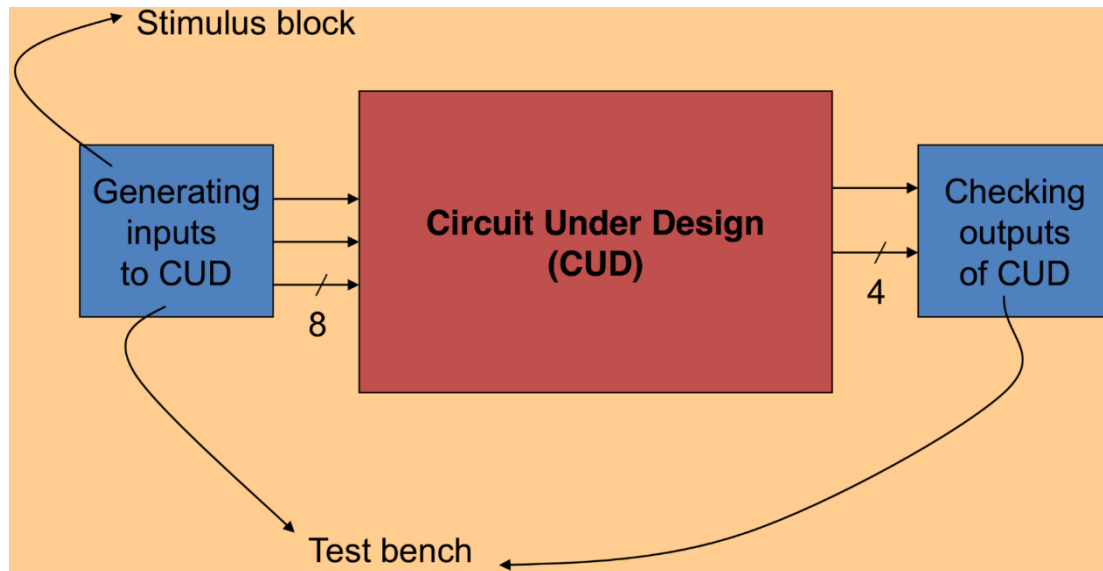 Stimulus block
Generating
inputs
to CUD
8
Circuit Under Design
(CUD)
4
Checking
outputs
of CUD
Test bench